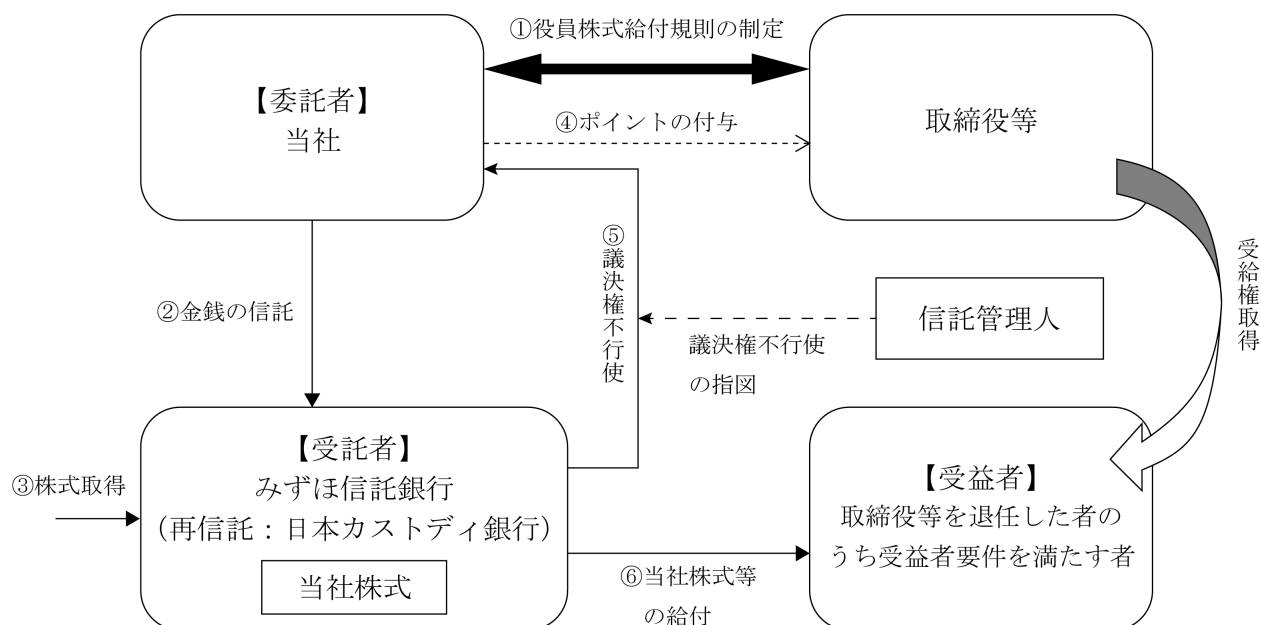 ①役員株式給付規則の制定
【委託者】
当社
④ポイントの付与
取締役等
⑤議決権不行使
受給権取得
②金銭の信託
信託管理人
議決権不行使
の指図
③株式取得
【受託者】
みずほ信託銀行
(再信託:日本カストディ銀行)
当社株式
【受益者】
取締役等を退任した者の
うち受益者要件を満たす者
⑥当社株式等
の給付